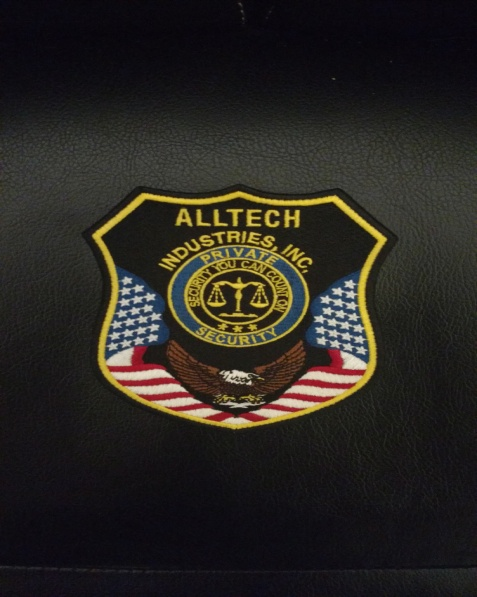 ALLTECH
INDUSTRIES, INC.
PRIVATE
SECURITY YOU CAN COUNT ON
SECURITY